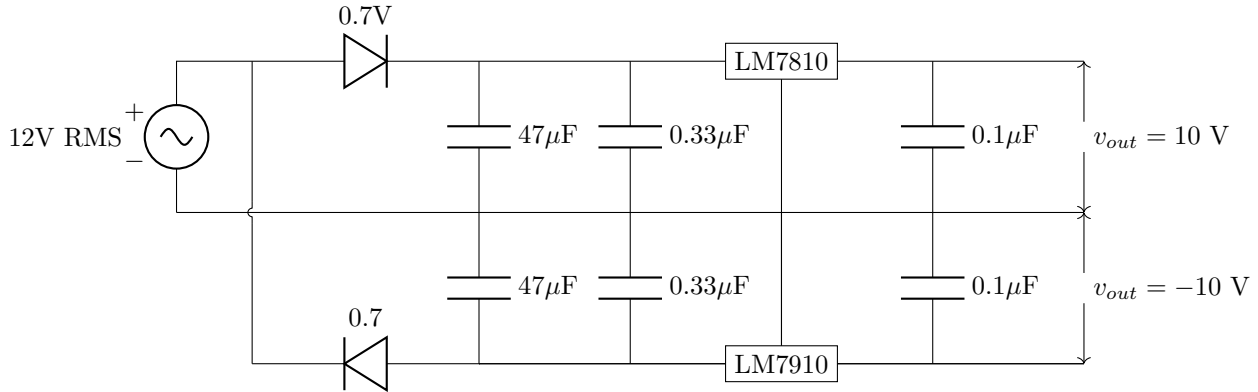 0.7V
LM7810
+
12V RMS
−
47μF
0.33μF
0.1μF
v_out = 10 V
47μF
0.33μF
0.1μF
v_out = −10 V
0.7
LM7910